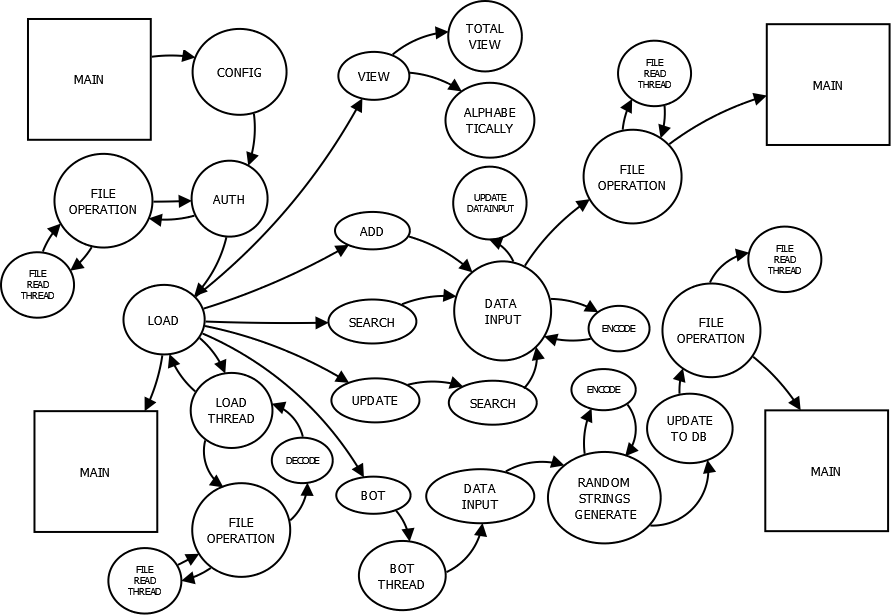 MAIN
CONFIG
VIEW
TOTAL
VIEW
ALPHABE
TICALLY
FILE
READ
THREAD
MAIN
FILE
OPERATION
AUTH
FILE
OPERATION
UPDATE
DATAINPUT
ADD
FILE
READ
THREAD
FILE
READ
THREAD
LOAD
SEARCH
DATA
INPUT
ENCODE
FILE
OPERATION
LOAD
THREAD
UPDATE
SEARCH
ENCODE
UPDATE
TO DB
MAIN
DECODE
BOT
DATA
INPUT
RANDOM
STRINGS
GENERATE
MAIN
FILE
OPERATION
FILE
READ
THREAD
BOT
THREAD